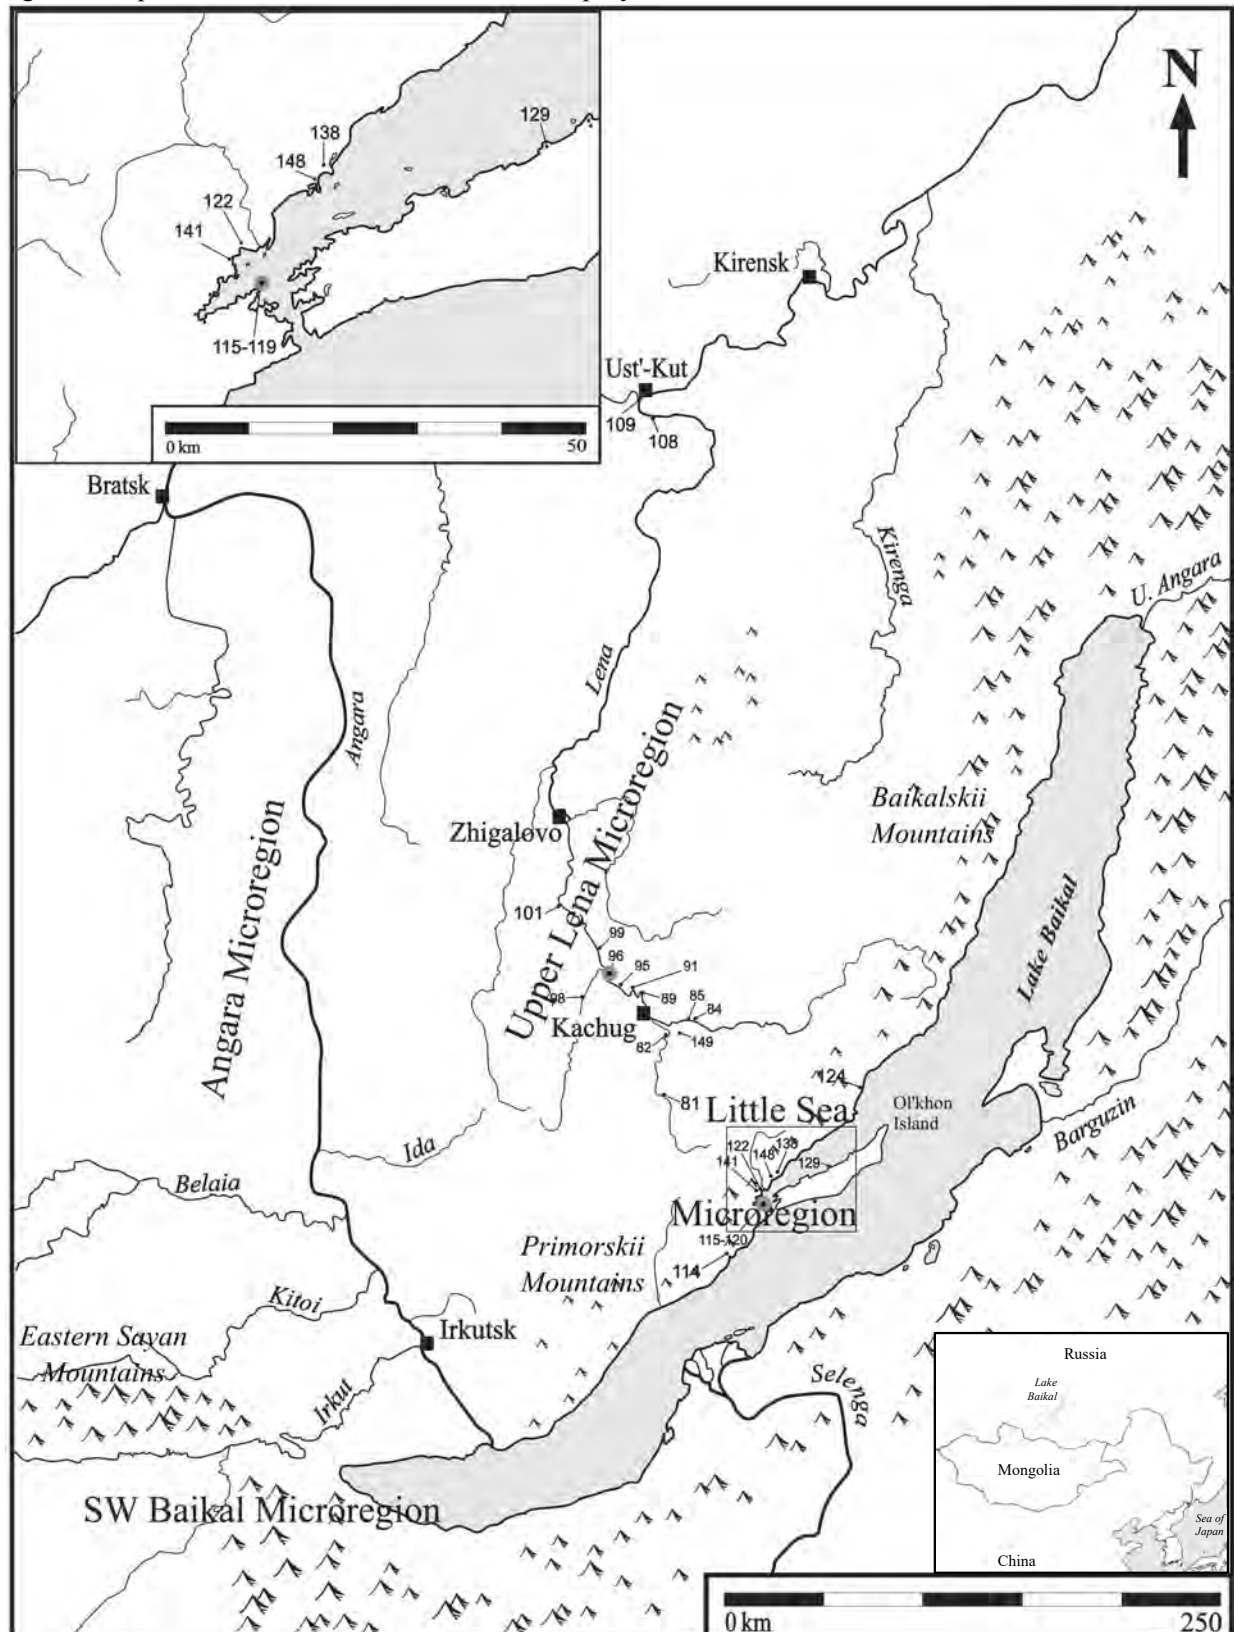 N
138
129
148
122
141
115-119
0 km
50
Kirensk
Ust'-Kut
109
108
Bratsk
Kirenga
U. Angara
Lena
Angara
Baikalskii
Mountains
Zhigalovo
Upper Lena Microregion
Angara Microregion
Lake Baikal
101
99
96
95
91
98
89
85
84
Kachug
82
149
81
124
Little Sea
Ol'khon
Island
Barguzin
122
138
148
141
129
Microregion
115-120
114
Ida
Belaia
Primorskii
Mountains
Kitoi
Irkutsk
Eastern Sayan
Mountains
Irkut
Selenga
SW Baikal Microregion
Russia
Lake
Baikal
Mongolia
Sea of
Japan
China
0 km
250